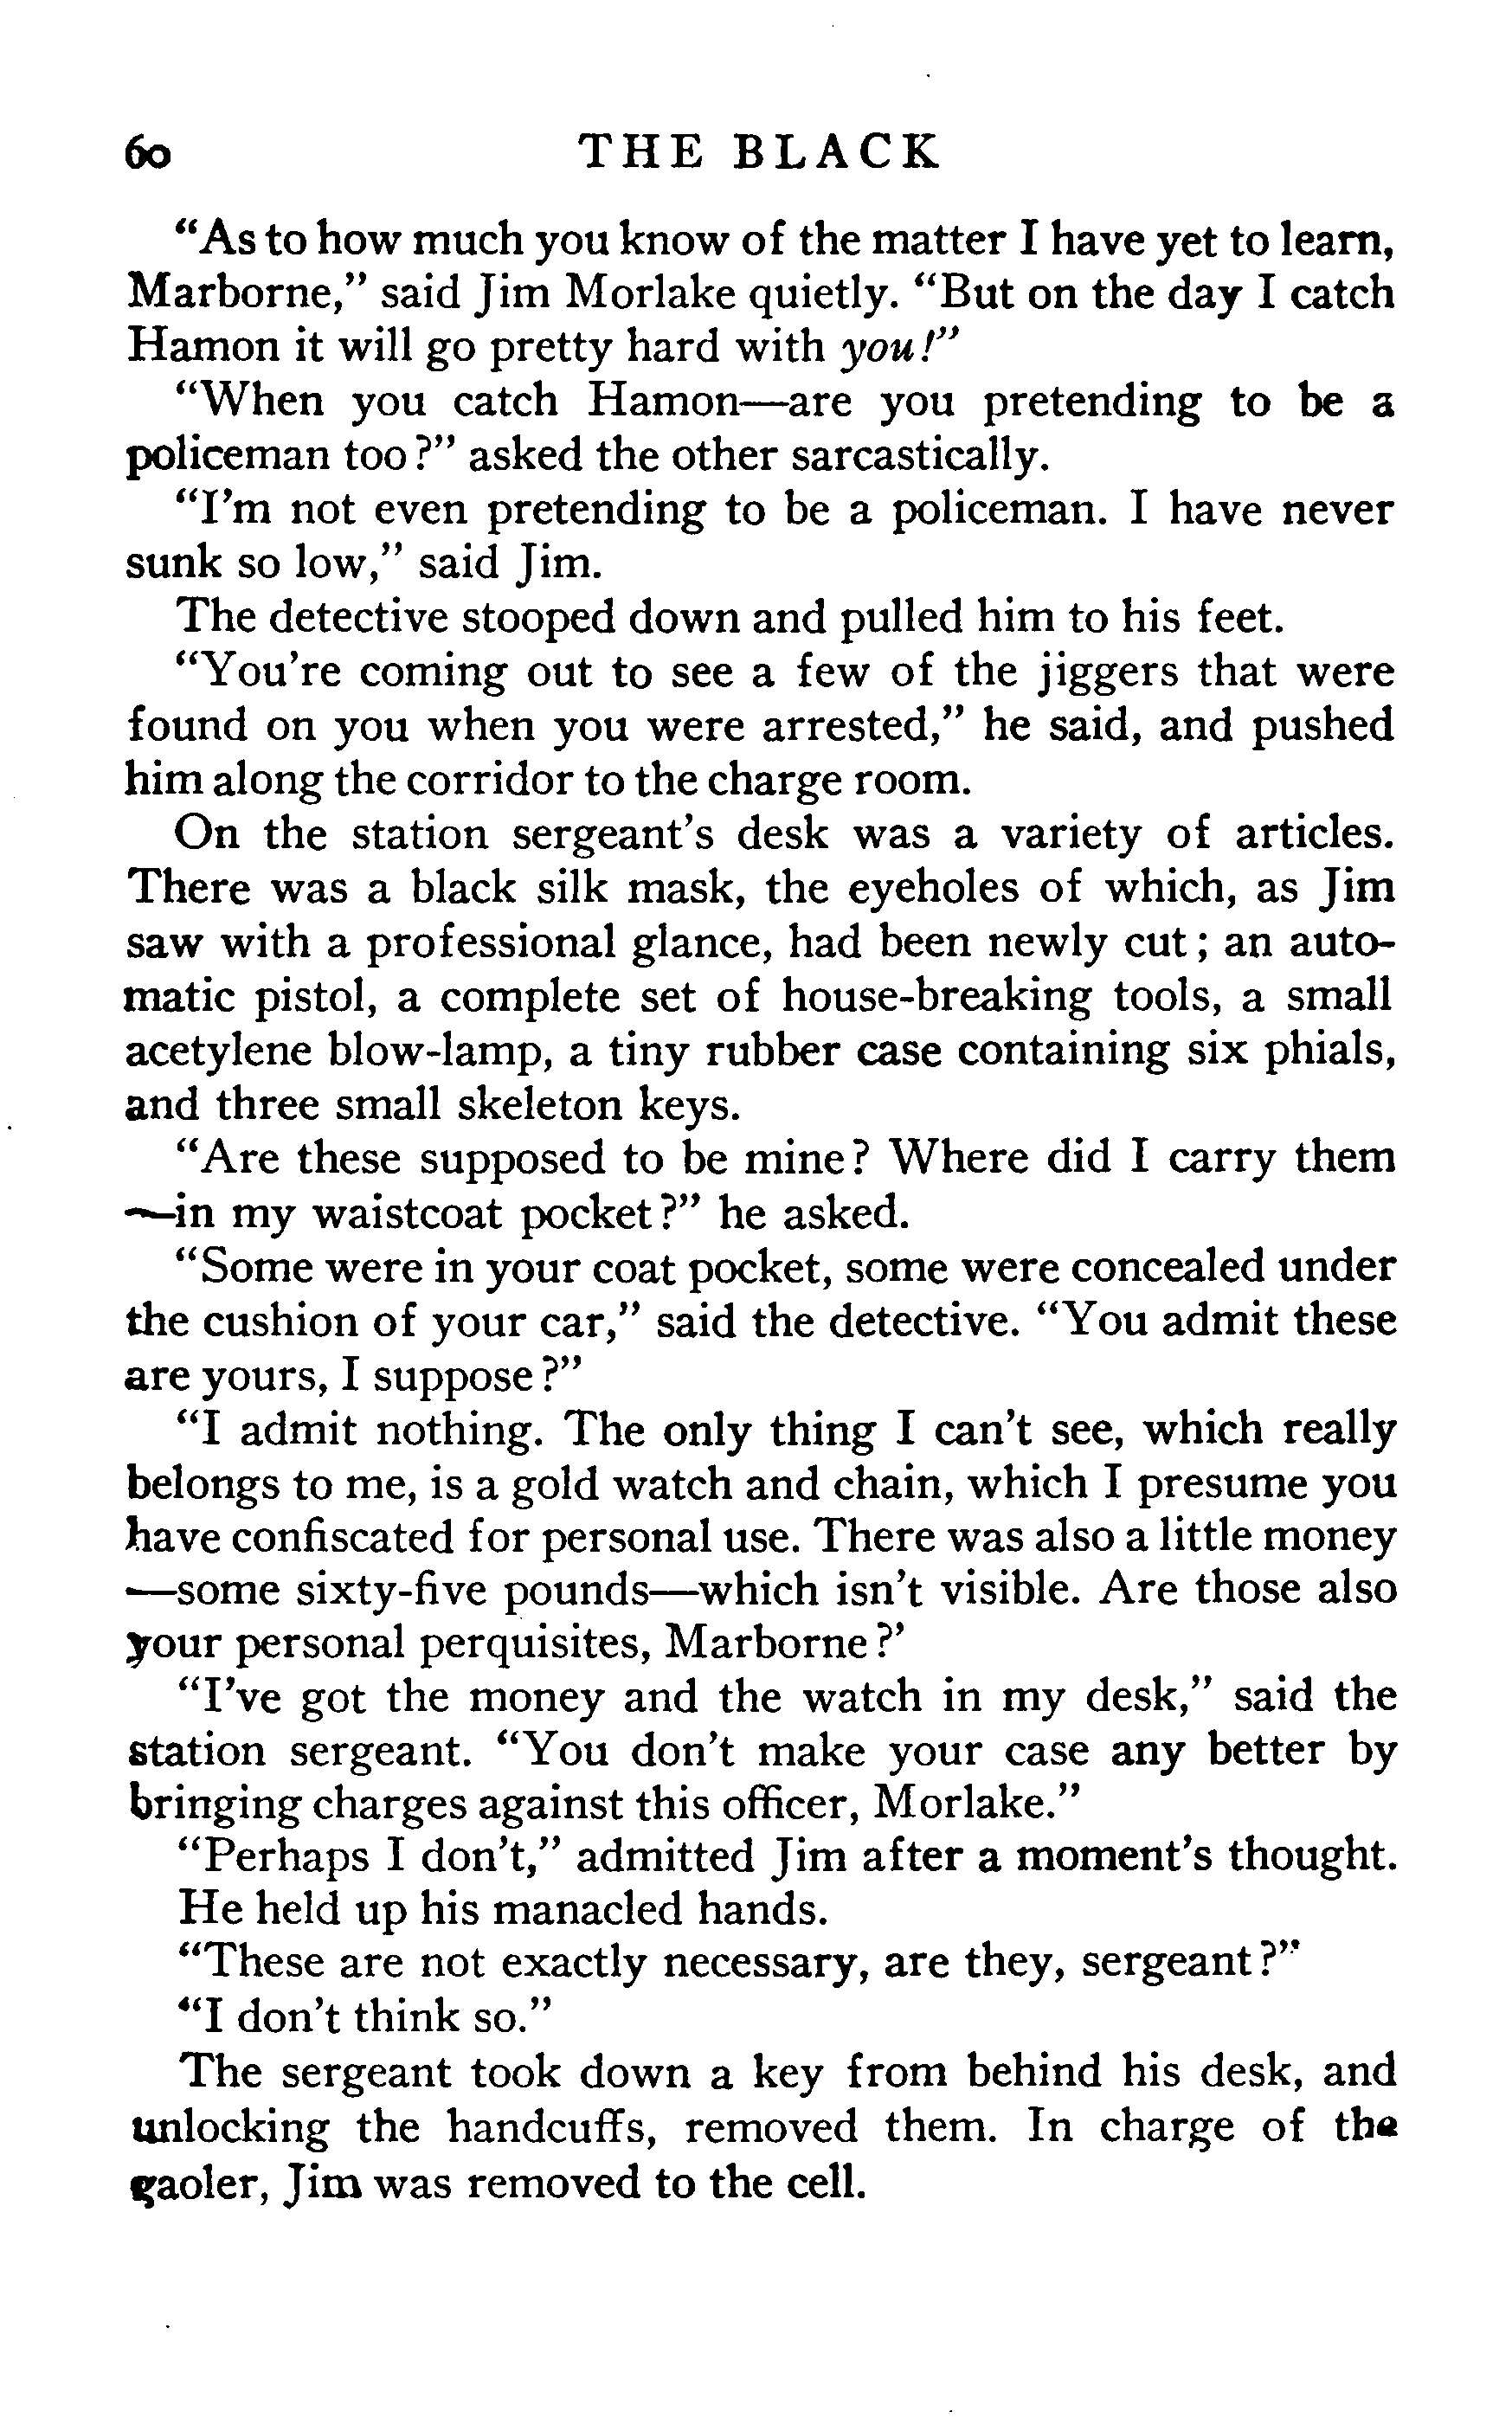 60 THE BLACK
"As to how much you know of the matter I have yet to learn,
Marborne," said Jim Morlake quietly. "But on the day I catch
Hamon it will go pretty hard with you!"
"When you catch Hamon—are you pretending to be a
policeman too?" asked the other sarcastically.
"I'm not even pretending to be a policeman. I have never
sunk so low," said Jim.
The detective stooped down and pulled him to his feet.
"You're coming out to see a few of the jiggers that were
found on you when you were arrested," he said, and pushed
him along the corridor to the charge room.
On the station sergeant's desk was a variety of articles.
There was a black silk mask, the eyeholes of which, as Jim
saw with a professional glance, had been newly cut; an auto-
matic pistol, a complete set of house-breaking tools, a small
acetylene blow-lamp, a tiny rubber case containing six phials,
and three small skeleton keys.
"Are these supposed to be mine? Where did I carry them
—in my waistcoat pocket?" he asked.
"Some were in your coat pocket, some were concealed under
the cushion of your car," said the detective. "You admit these
are yours, I suppose?"
"I admit nothing. The only thing I can't see, which really
belongs to me, is a gold watch and chain, which I presume you
have confiscated for personal use. There was also a little money
—some sixty-five pounds—which isn't visible. Are those also
your personal perquisites, Marborne?'
"I've got the money and the watch in my desk," said the
station sergeant. "You don't make your case any better by
bringing charges against this officer, Morlake."
"Perhaps I don't," admitted Jim after a moment's thought.
He held up his manacled hands.
"These are not exactly necessary, are they, sergeant?"
"I don't think so."
The sergeant took down a key from behind his desk, and
unlocking the handcuffs, removed them. In charge of the
gaoler, Jim was removed to the cell.